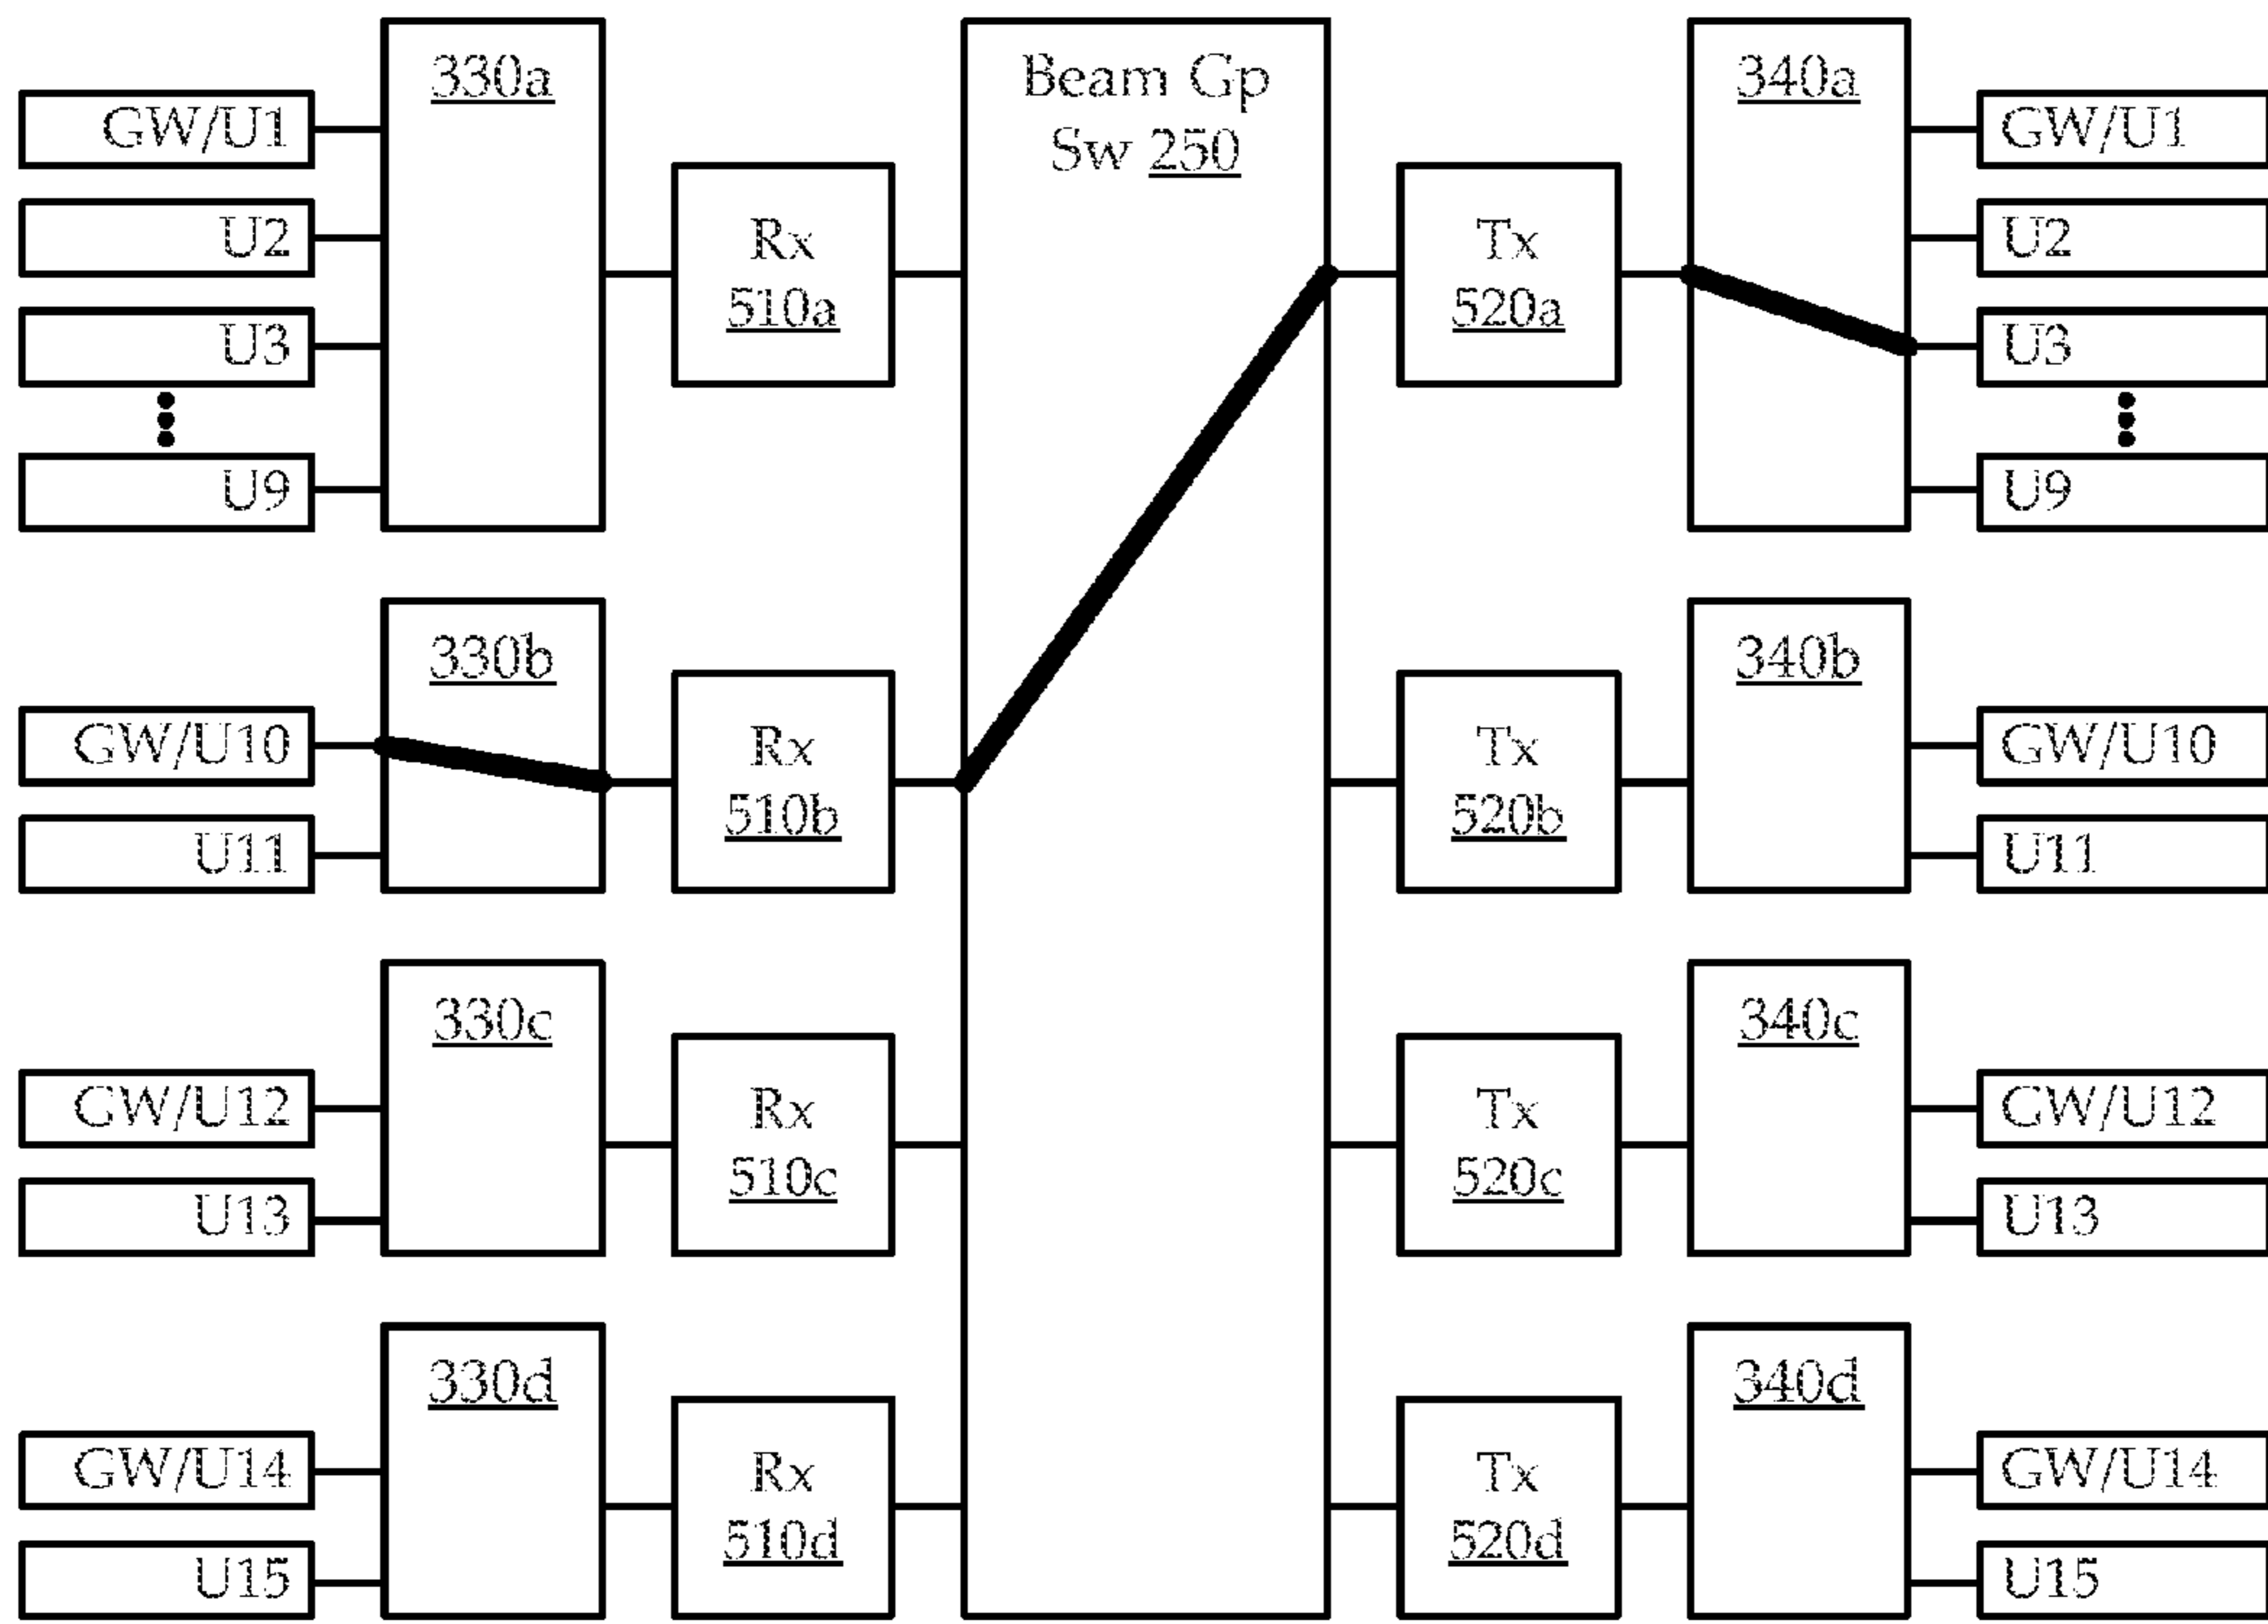 330a
Beam Gp
Sw 250
340a
GW/U1
GW/U1
U2
Rx
510a
Tx
520a
U2
U3
U3
U9
U9
330b
340b
GW/U10
Rx
510b
Tx
520b
GW/U10
U11
U11
330c
340c
GW/U12
Rx
510c
Tx
520c
GW/U12
U13
U13
330d
340d
GW/U14
Rx
510d
Tx
520d
GW/U14
U15
U15